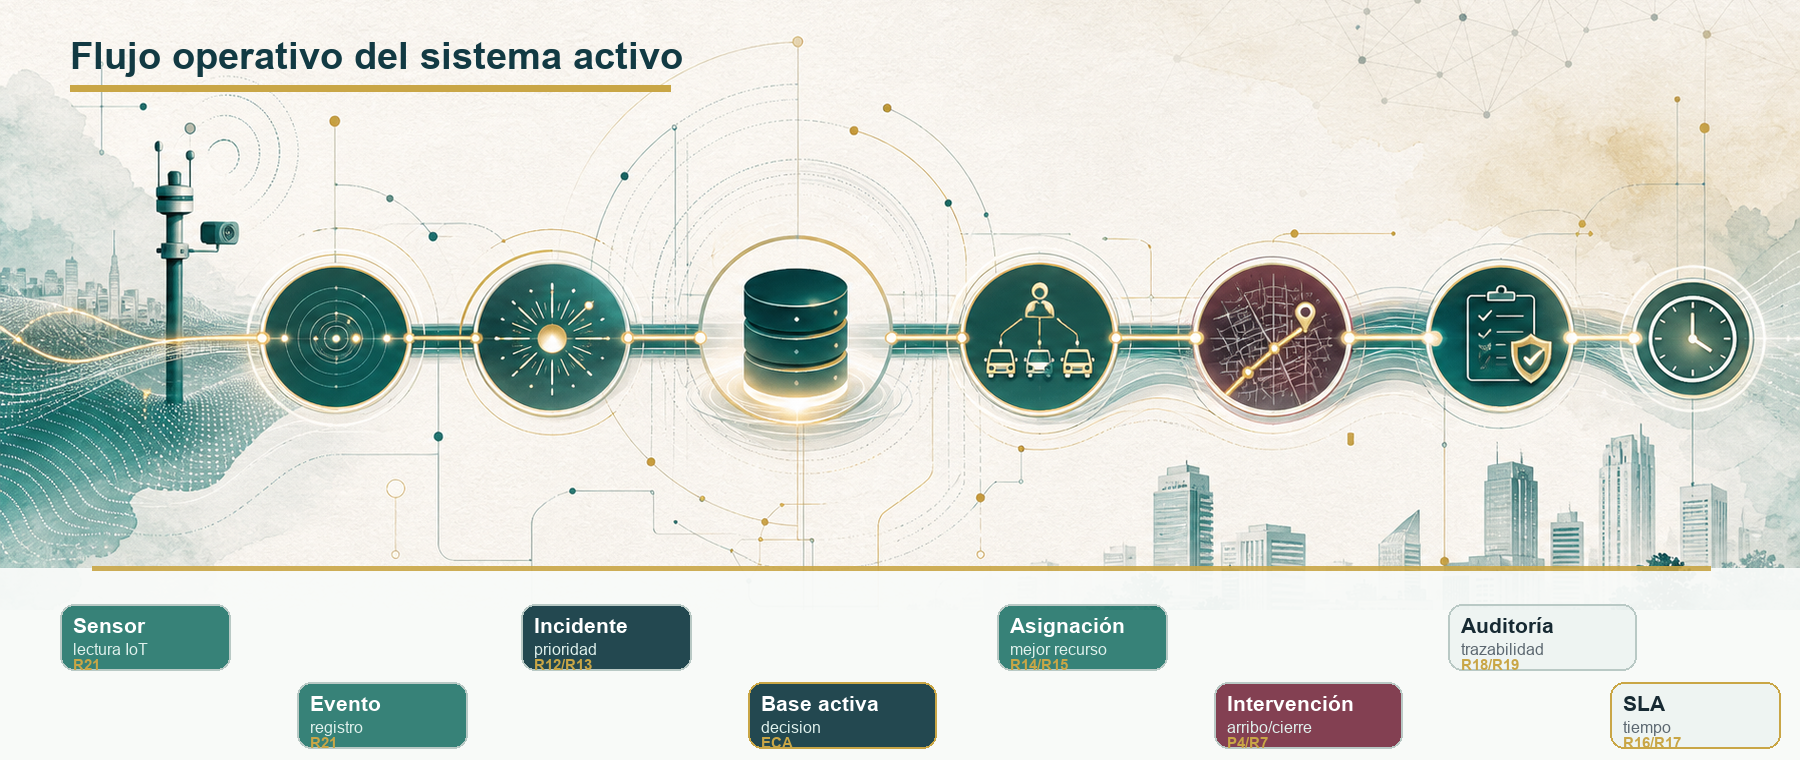 Flujo operativo del sistema activo
Sensor
lectura IoT
R21
Evento
registro
R21
Incidente
prioridad
R12/R13
Base activa
decision
ECA
Asignación
mejor recurso
R14/R15
Intervención
arribo/cierre
P4/R7
Auditoría
trazabilidad
R18/R19
SLA
tiempo
R16/R17